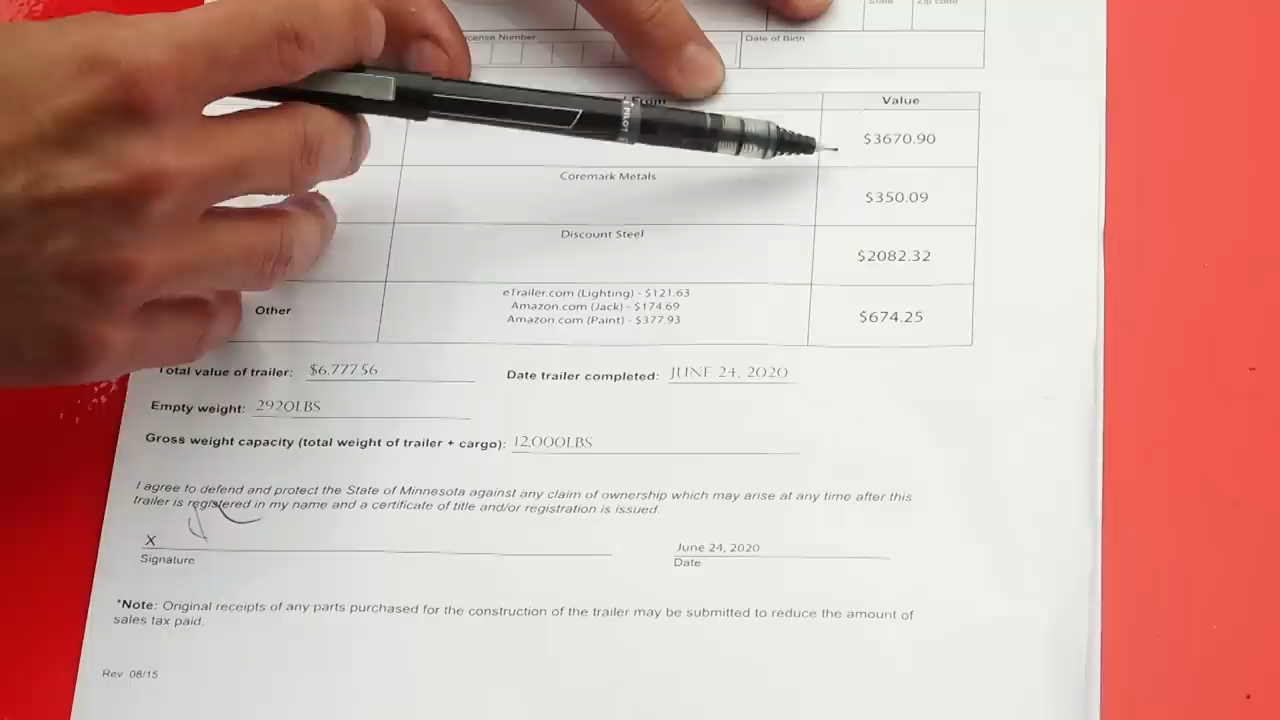 State Zip code
Number Date of Birth
From Value
PILOT
$3670.90
Coremark Metals
$350.09
Discount Steel
$2082.32
Other
eTrailer.com (Lighting) - $121.63
Amazon.com (Jack) - $174.69
Amazon.com (Paint) - $377.93
$674.25
Total value of trailer: $6,777.56 Date trailer completed: JUNE 24, 2020
Empty weight: 2920LBS
Gross weight capacity (total weight of trailer + cargo): 12,000LBS
I agree to defend and protect the State of Minnesota against any claim of ownership which may arise at any time after this
trailer is registered in my name and a certificate of title and/or registration is issued.
X June 24, 2020
Signature Date
*Note: Original receipts of any parts purchased for the construction of the trailer may be submitted to reduce the amount of
sales tax paid.
Rev 08/15